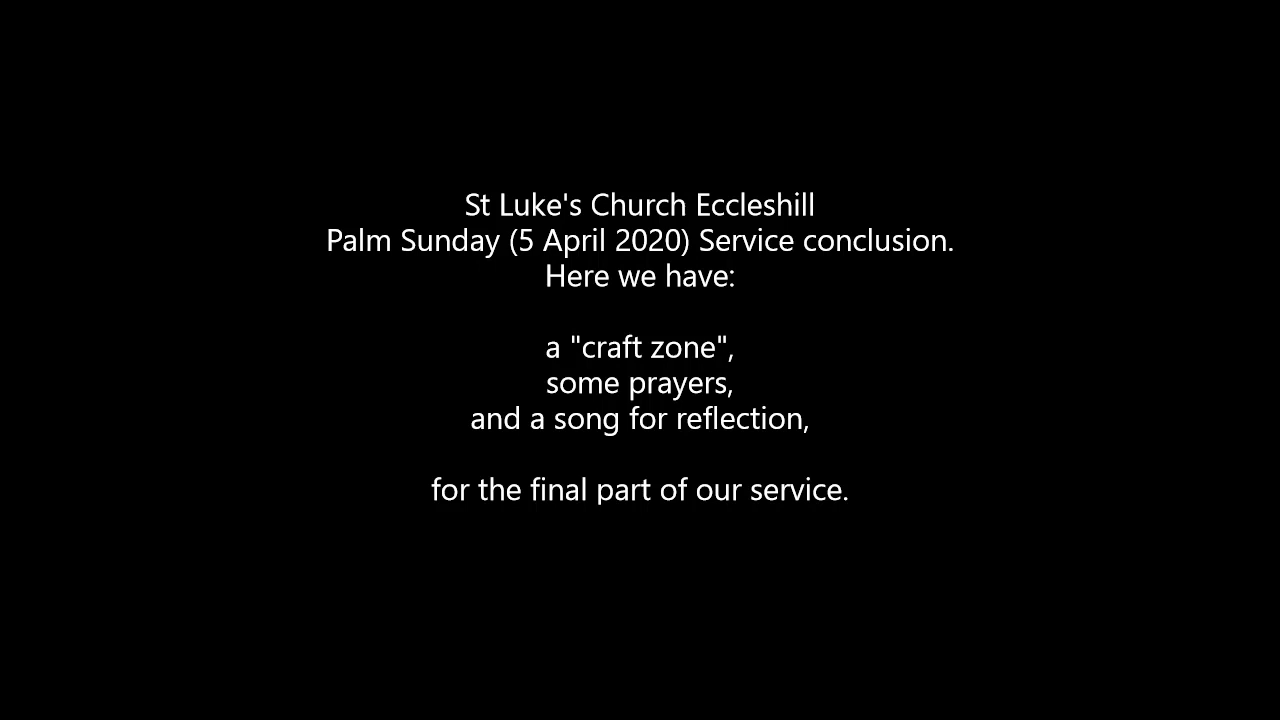 St Luke's Church Eccleshill
Palm Sunday (5 April 2020) Service conclusion.
Here we have:
a "craft zone",
some prayers,
and a song for reflection,
for the final part of our service.